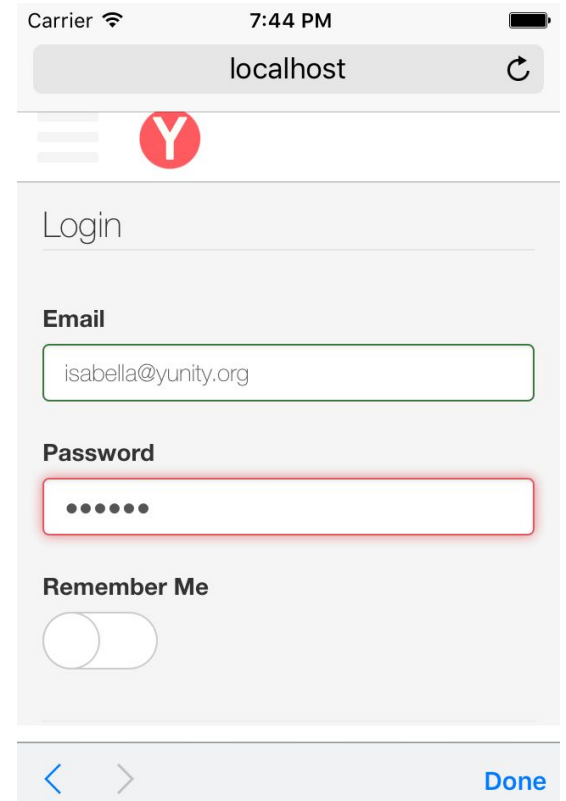 Carrier 7:44 PM
localhost
Y
Login
Email
isabella@yunity.org
Password
••••••
Remember Me
Done